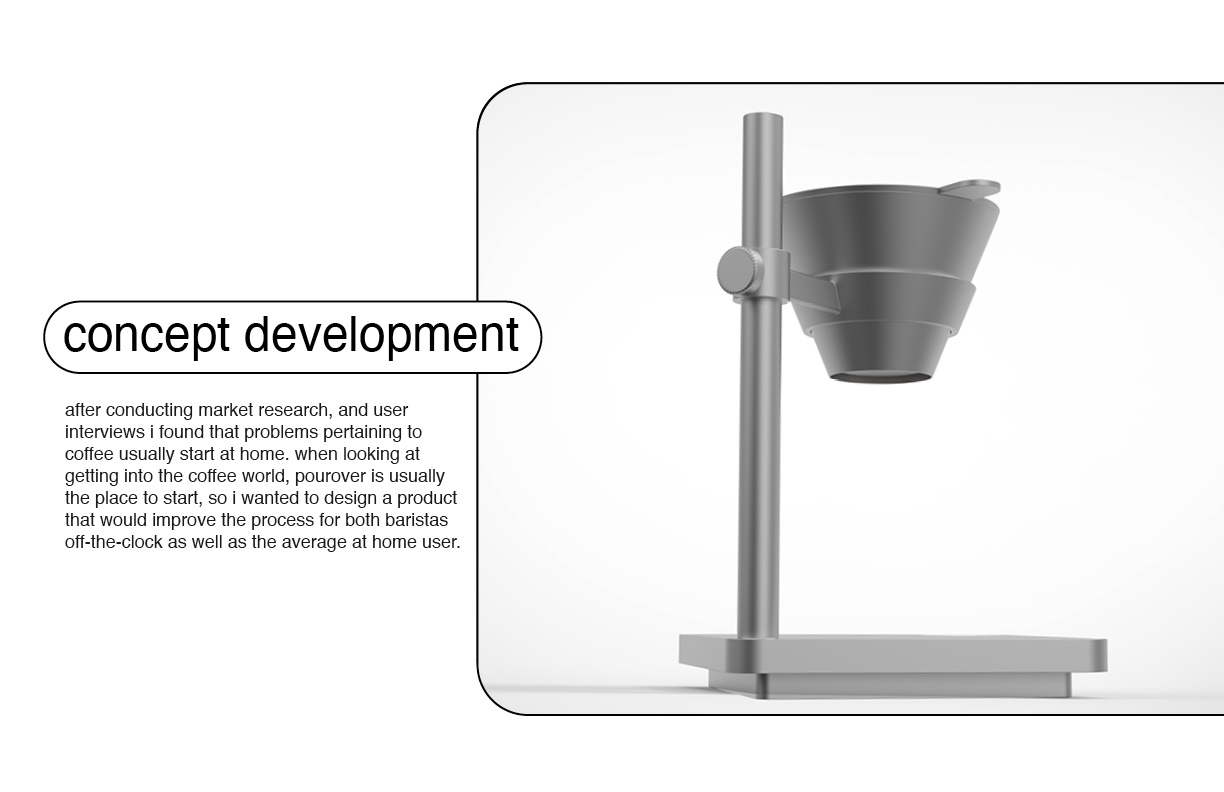 concept development
after conducting market research, and user
interviews i found that problems pertaining to
coffee usually start at home. when looking at
getting into the coffee world, pourover is usually
the place to start, so i wanted to design a product
that would improve the process for both baristas
off-the-clock as well as the average at home user.